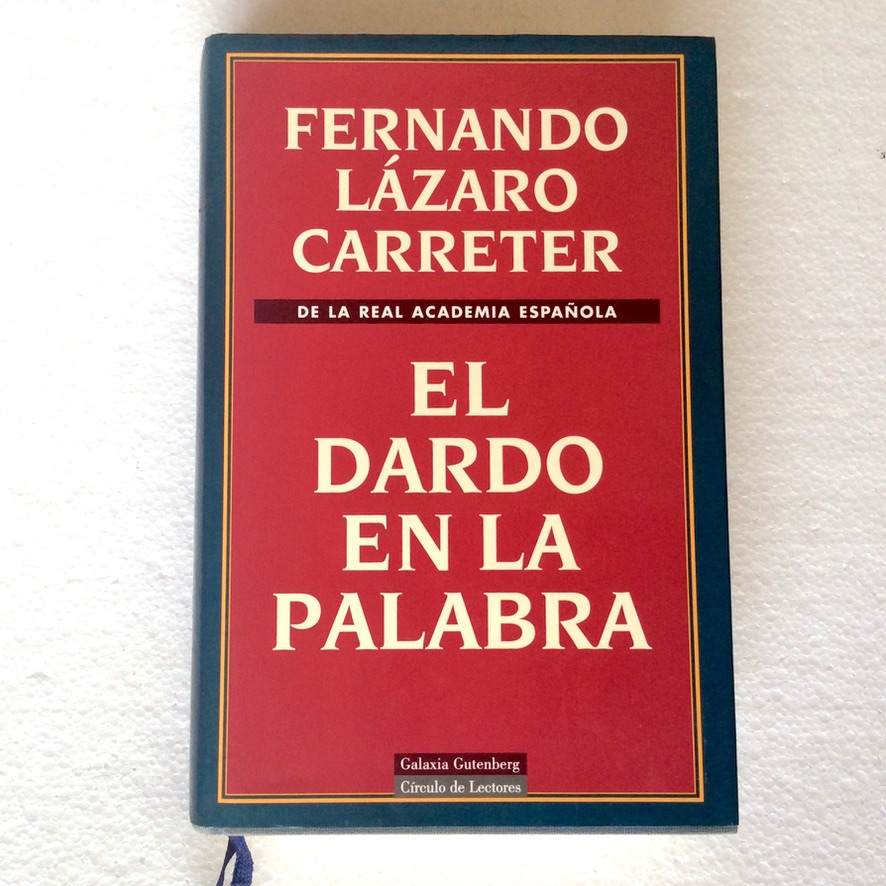 FERNANDO
LÁZARO
CARRETER
DE LA REAL ACADEMIA ESPAÑOLA
EL
DARDO
EN LA
PALABRA
Galaxia Gutenberg
Círculo de Lectores